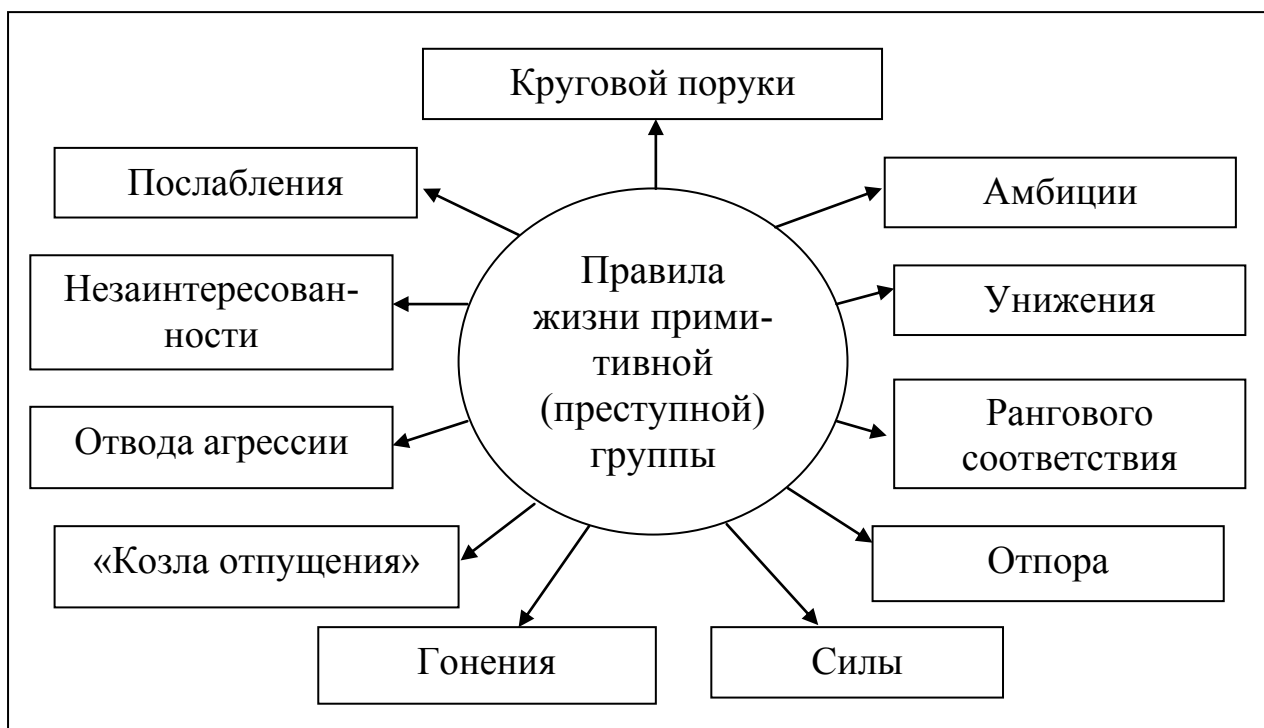 Круговой поруки
Послабления
Амбиции
Незаинтересован-
ности
Правила
жизни прими-
тивной
(преступной)
группы
Унижения
Отвода агрессии
Рангового
соответствия
«Козла отпущения»
Отпора
Гонения
Силы